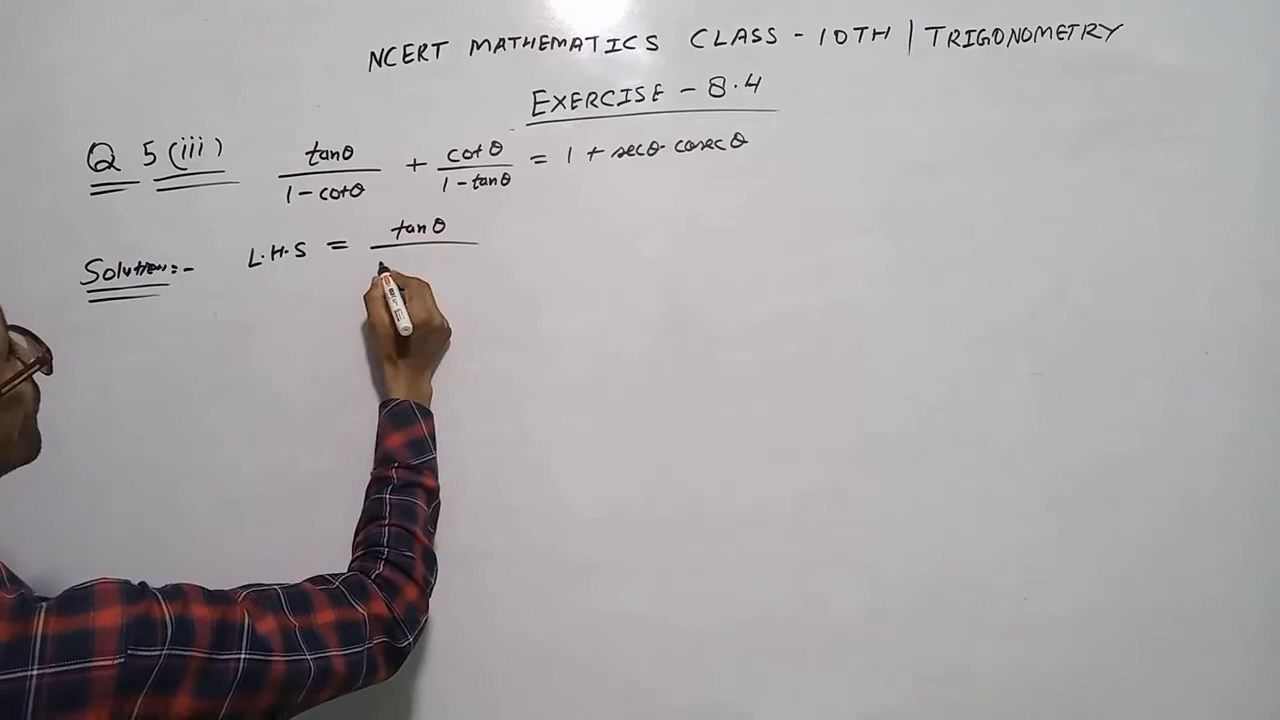 NCERT MATHEMATICS CLASS - 10TH | TRIGONOMETRY
EXERCISE - 8.4
Q 5 (iii) tanθ / (1 - cotθ) + cotθ / (1 - tanθ) = 1 + secθ·cosecθ
Solution:- L.H.S = tanθ